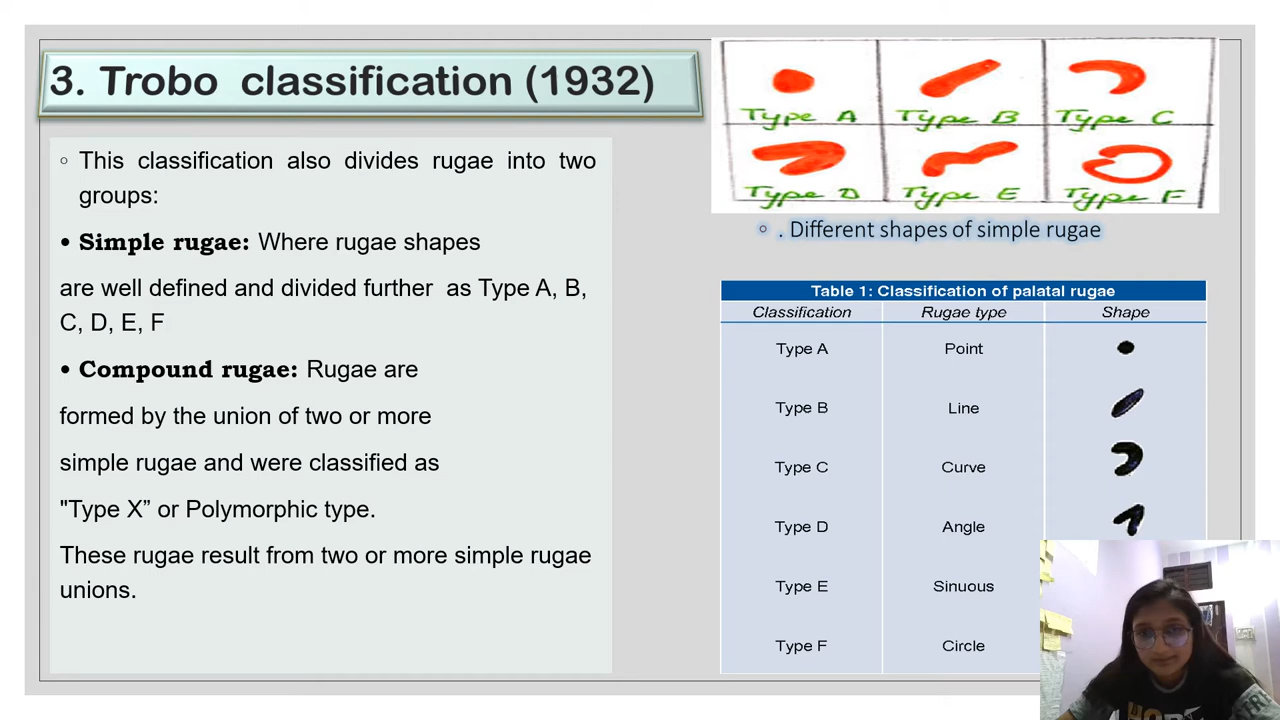 3. Trobo classification (1932)
◦ This classification also divides rugae into two
groups:
• Simple rugae: Where rugae shapes
are well defined and divided further as Type A, B,
C, D, E, F
• Compound rugae: Rugae are
formed by the union of two or more
simple rugae and were classified as
"Type X” or Polymorphic type.
These rugae result from two or more simple rugae
unions.
Type A Type B Type C
Type D Type E Type F
◦ . Different shapes of simple rugae
Table 1: Classification of palatal rugae
Classification Rugae type Shape
Type A Point
Type B Line
Type C Curve
Type D Angle
Type E Sinuous
Type F Circle